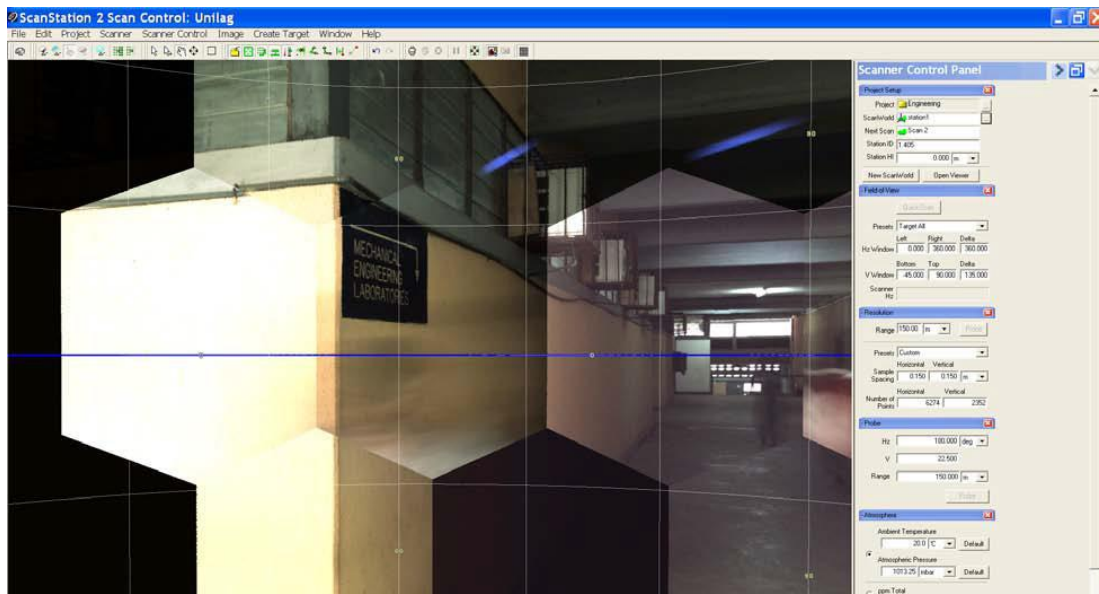 ScanStation 2 Scan Control: Unilag
File Edit Project Scanner Scanner Control Image Create Target Window Help
MECHANICAL
ENGINEERING
LABORATORIES
Scanner Control Panel
Project Setup
Project Engineering
ScanWorld station1
Next Scan Scan 2
Station ID 1.405
Station HI 0.000 m
New ScanWorld Open Viewer
Field-of-View
Quick Scan
Presets Target All
Left Right Delta
Hz Window 0.000 360.000 360.000
Bottom Top Delta
V Window -45.000 90.000 135.000
Scanner
Hz
Resolution
Range 150.00 m
Presets Custom
Horizontal Vertical
Sample
Spacing 0.150 0.150 m
Horizontal Vertical
Number of
Points 6274 2352
Probe
Hz 180.000 deg
V 22.500
Range 150.000 m
Probe
Atmosphere
Ambient Temperature
20.0 °C Default
Atmospheric Pressure
1013.25 mbar Default
ppm Total